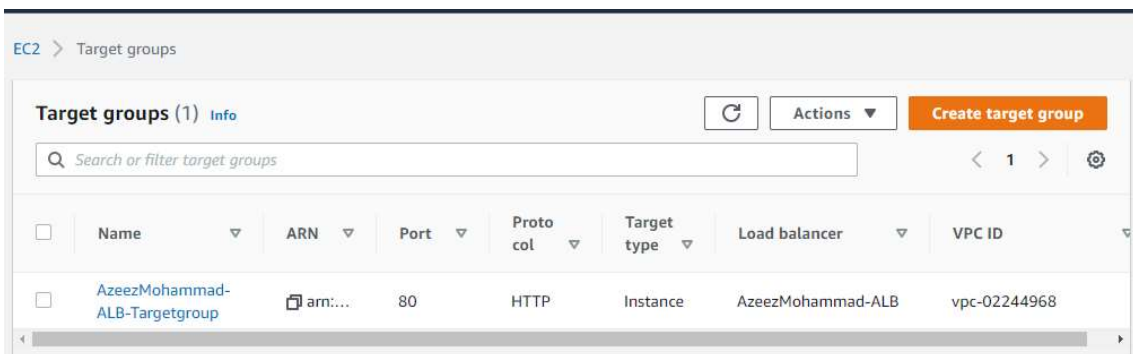 EC2 > Target groups
Target groups (1) Info
Actions
Create target group
Search or filter target groups
< 1 >
Name ARN Port Proto col Target type Load balancer VPC ID
AzeezMohammad-ALB-Targetgroup arn:... 80 HTTP Instance AzeezMohammad-ALB vpc-02244968